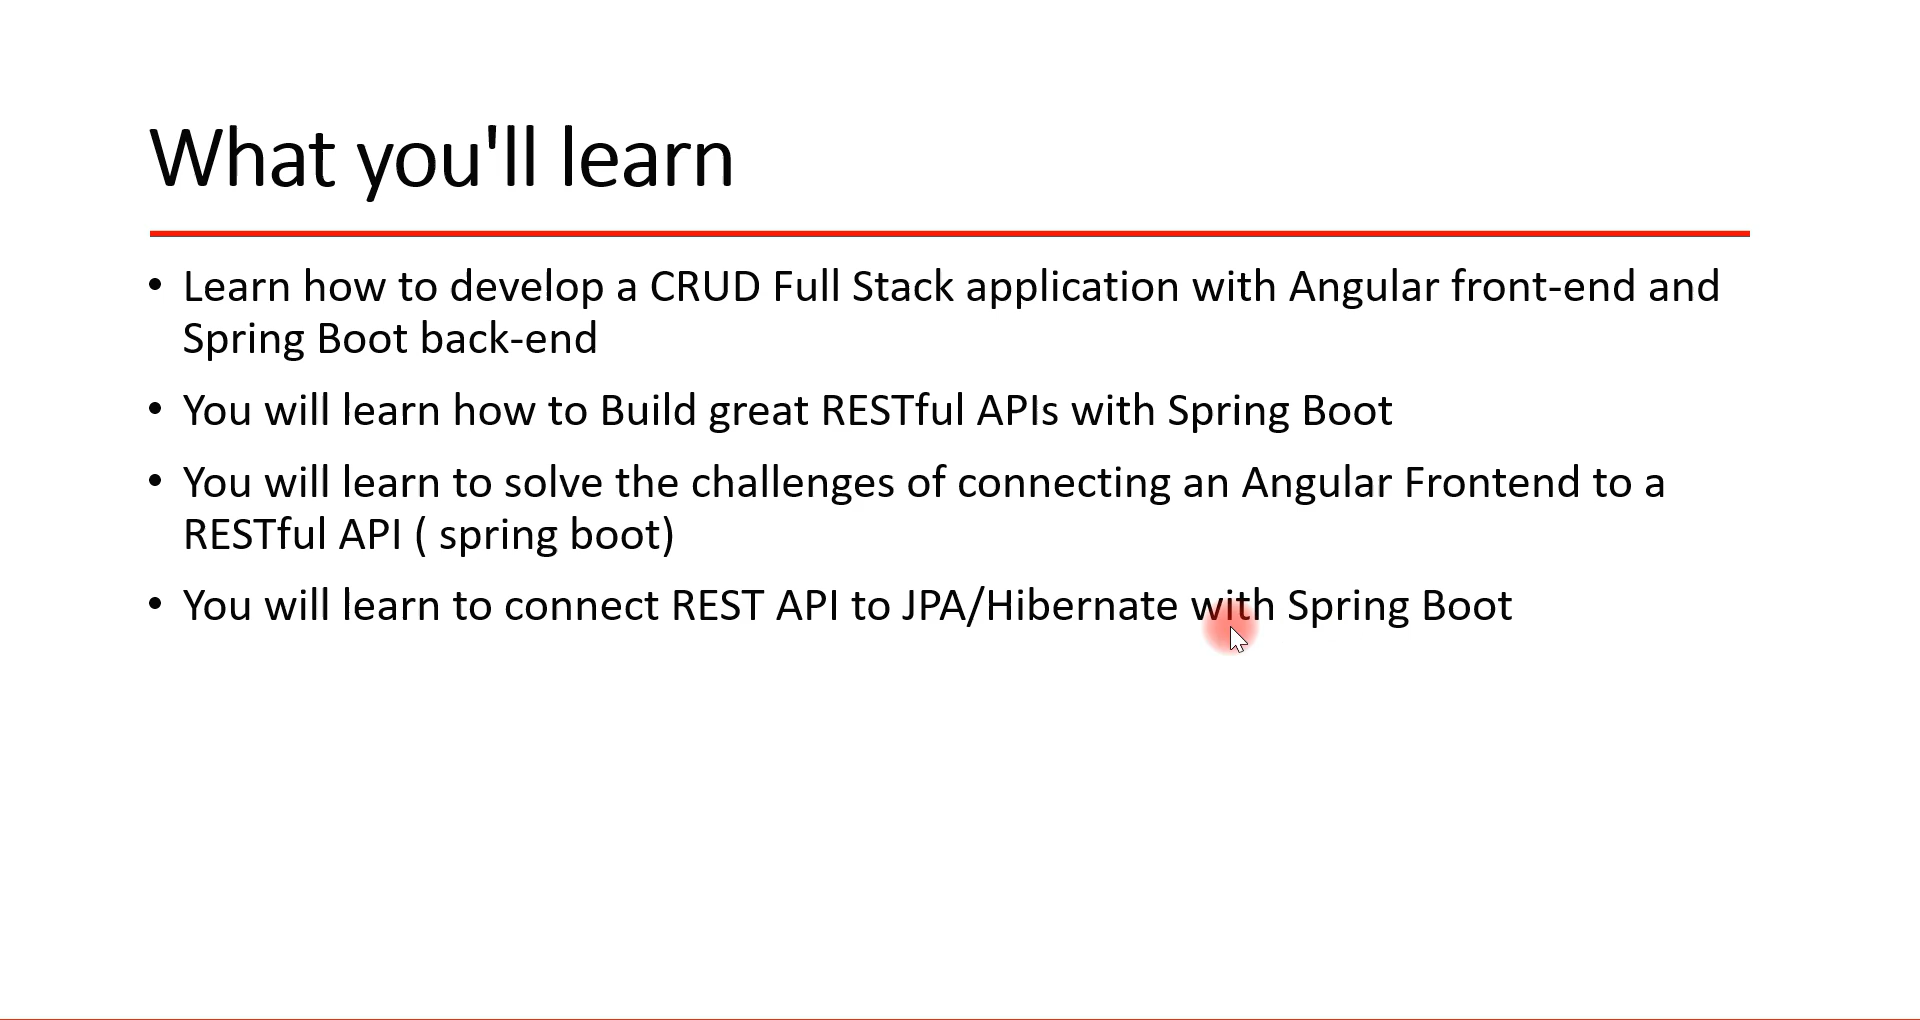 What you'll learn
• Learn how to develop a CRUD Full Stack application with Angular front-end and
Spring Boot back-end
• You will learn how to Build great RESTful APIs with Spring Boot
• You will learn to solve the challenges of connecting an Angular Frontend to a
RESTful API ( spring boot)
• You will learn to connect REST API to JPA/Hibernate with Spring Boot